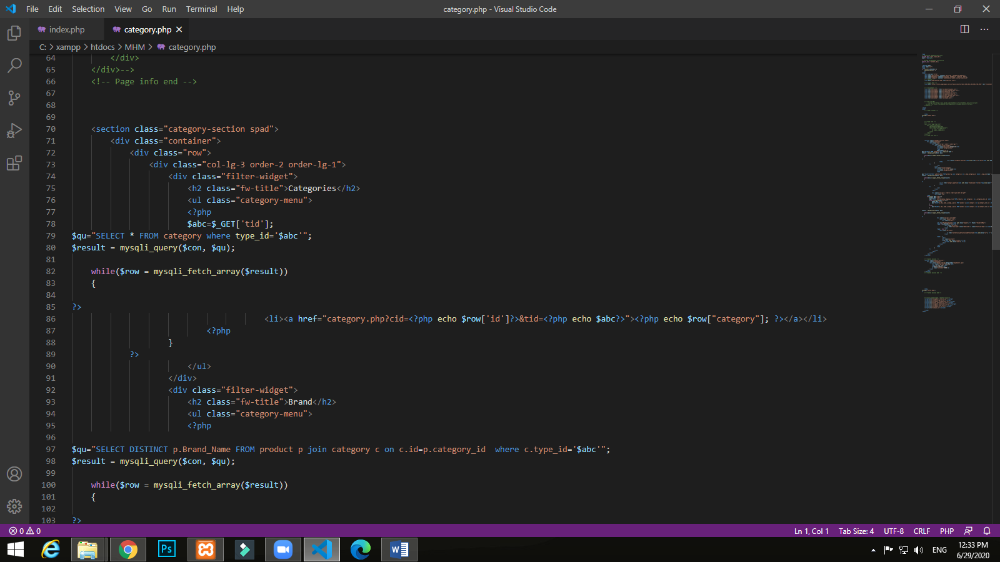 File Edit Selection View Go Run Terminal Help category.php - Visual Studio Code
index.php category.php
C: > xampp > htdocs > MHM > category.php
64 </div>
65 </div>-->
66 <!-- Page info end -->
67
68
69
70 <section class="category-section spad">
71 <div class="container">
72 <div class="row">
73 <div class="col-lg-3 order-2 order-lg-1">
74 <div class="filter-widget">
75 <h2 class="fw-title">Categories</h2>
76 <ul class="category-menu">
77 <?php
78 $abc=$_GET['tid'];
79 $qu="SELECT * FROM category where type_id='$abc'";
80 $result = mysqli_query($con, $qu);
81
82 while($row = mysqli_fetch_array($result))
83 {
84
85 ?>
86 <li><a href="category.php?cid=<?php echo $row['id']?>&tid=<?php echo $abc?>"><?php echo $row["category"]; ?></a></li>
87 <?php
88 }
89 ?>
90 </ul>
91 </div>
92 <div class="filter-widget">
93 <h2 class="fw-title">Brand</h2>
94 <ul class="category-menu">
95 <?php
96
97 $qu="SELECT DISTINCT p.Brand_Name FROM product p join category c on c.id=p.category_id  where c.type_id='$abc'";
98 $result = mysqli_query($con, $qu);
99
100 while($row = mysqli_fetch_array($result))
101 {
102
103 ?>
0 0 Ln 1, Col 1 Tab Size: 4 UTF-8 CRLF PHP
Ps W ENG 12:33 PM
6/29/2020